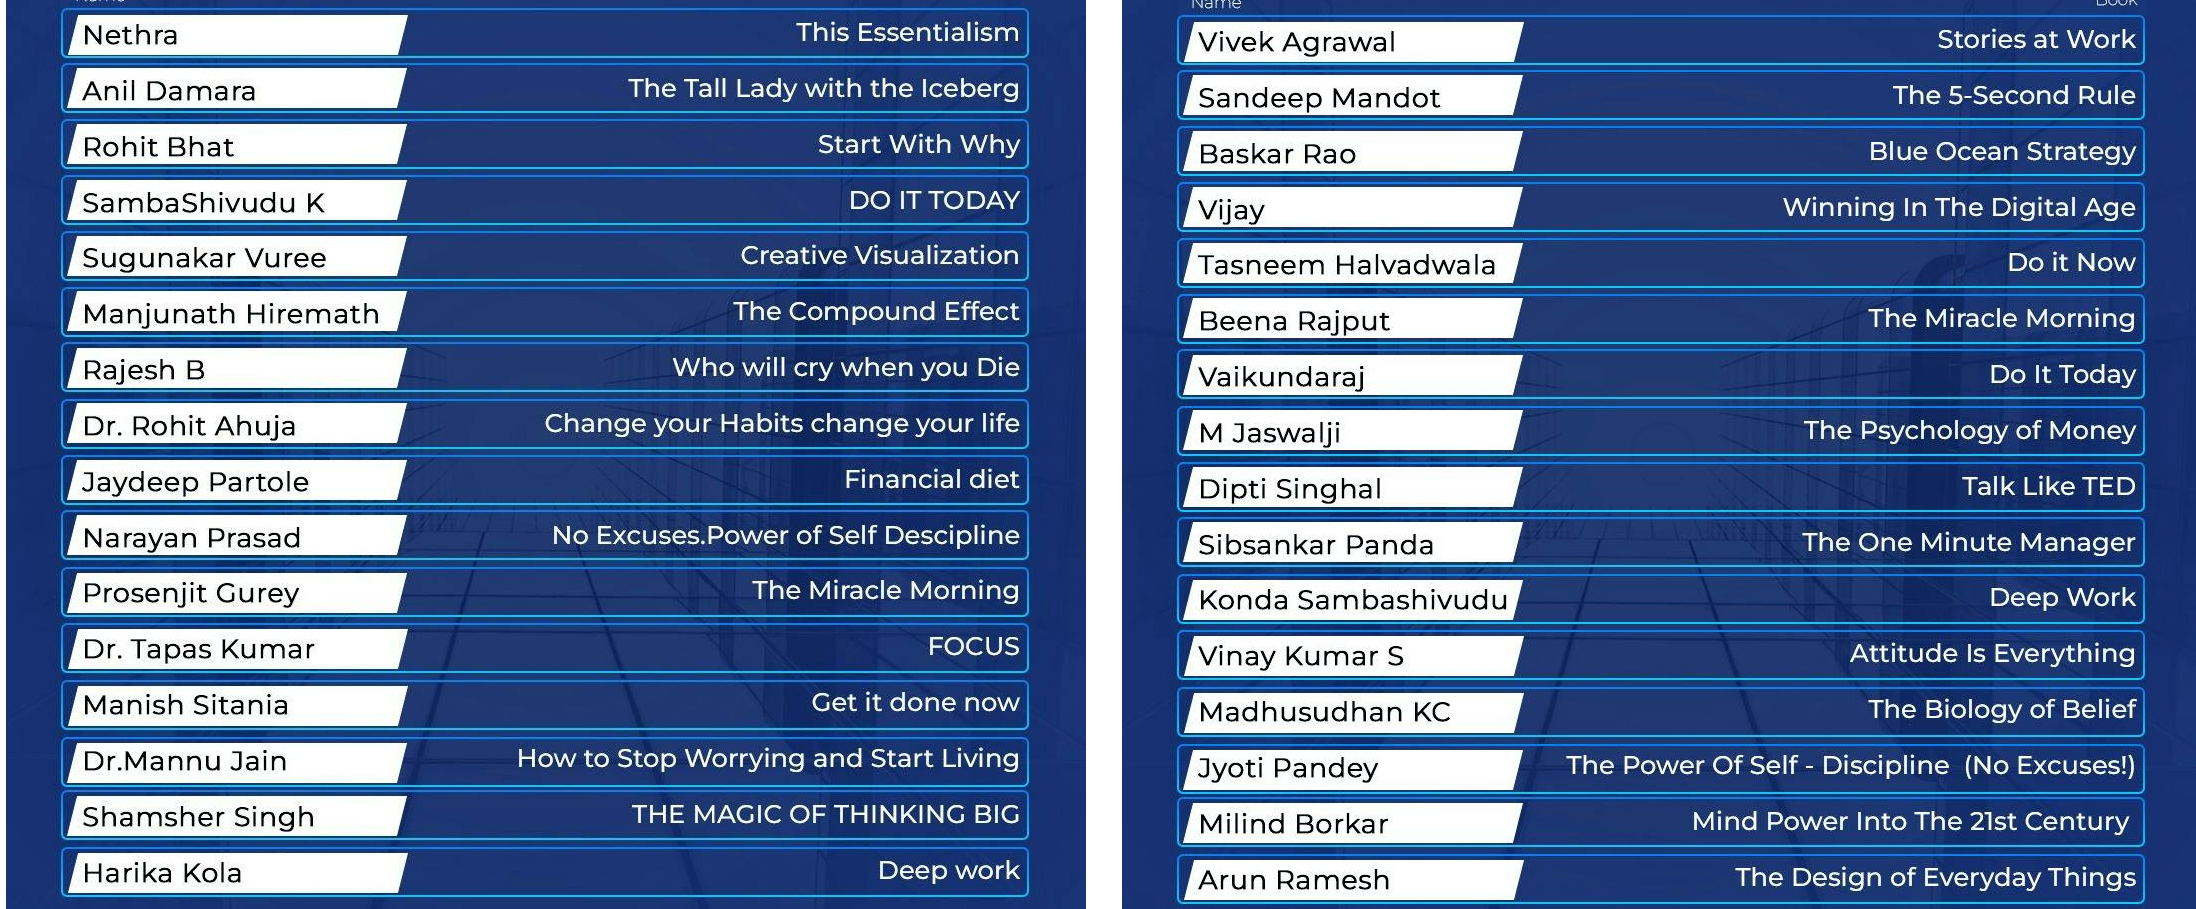 Name
Nethra This Essentialism
Anil Damara The Tall Lady with the Iceberg
Rohit Bhat Start With Why
SambaShivudu K DO IT TODAY
Sugunakar Vuree Creative Visualization
Manjunath Hiremath The Compound Effect
Rajesh B Who will cry when you Die
Dr. Rohit Ahuja Change your Habits change your life
Jaydeep Partole Financial diet
Narayan Prasad No Excuses.Power of Self Descipline
Prosenjit Gurey The Miracle Morning
Dr. Tapas Kumar FOCUS
Manish Sitania Get it done now
Dr.Mannu Jain How to Stop Worrying and Start Living
Shamsher Singh THE MAGIC OF THINKING BIG
Harika Kola Deep work
Name Book
Vivek Agrawal Stories at Work
Sandeep Mandot The 5-Second Rule
Baskar Rao Blue Ocean Strategy
Vijay Winning In The Digital Age
Tasneem Halvadwala Do it Now
Beena Rajput The Miracle Morning
Vaikundaraj Do It Today
M Jaswalji The Psychology of Money
Dipti Singhal Talk Like TED
Sibsankar Panda The One Minute Manager
Konda Sambashivudu Deep Work
Vinay Kumar S Attitude Is Everything
Madhusudhan KC The Biology of Belief
Jyoti Pandey The Power Of Self - Discipline (No Excuses!)
Milind Borkar Mind Power Into The 21st Century
Arun Ramesh The Design of Everyday Things